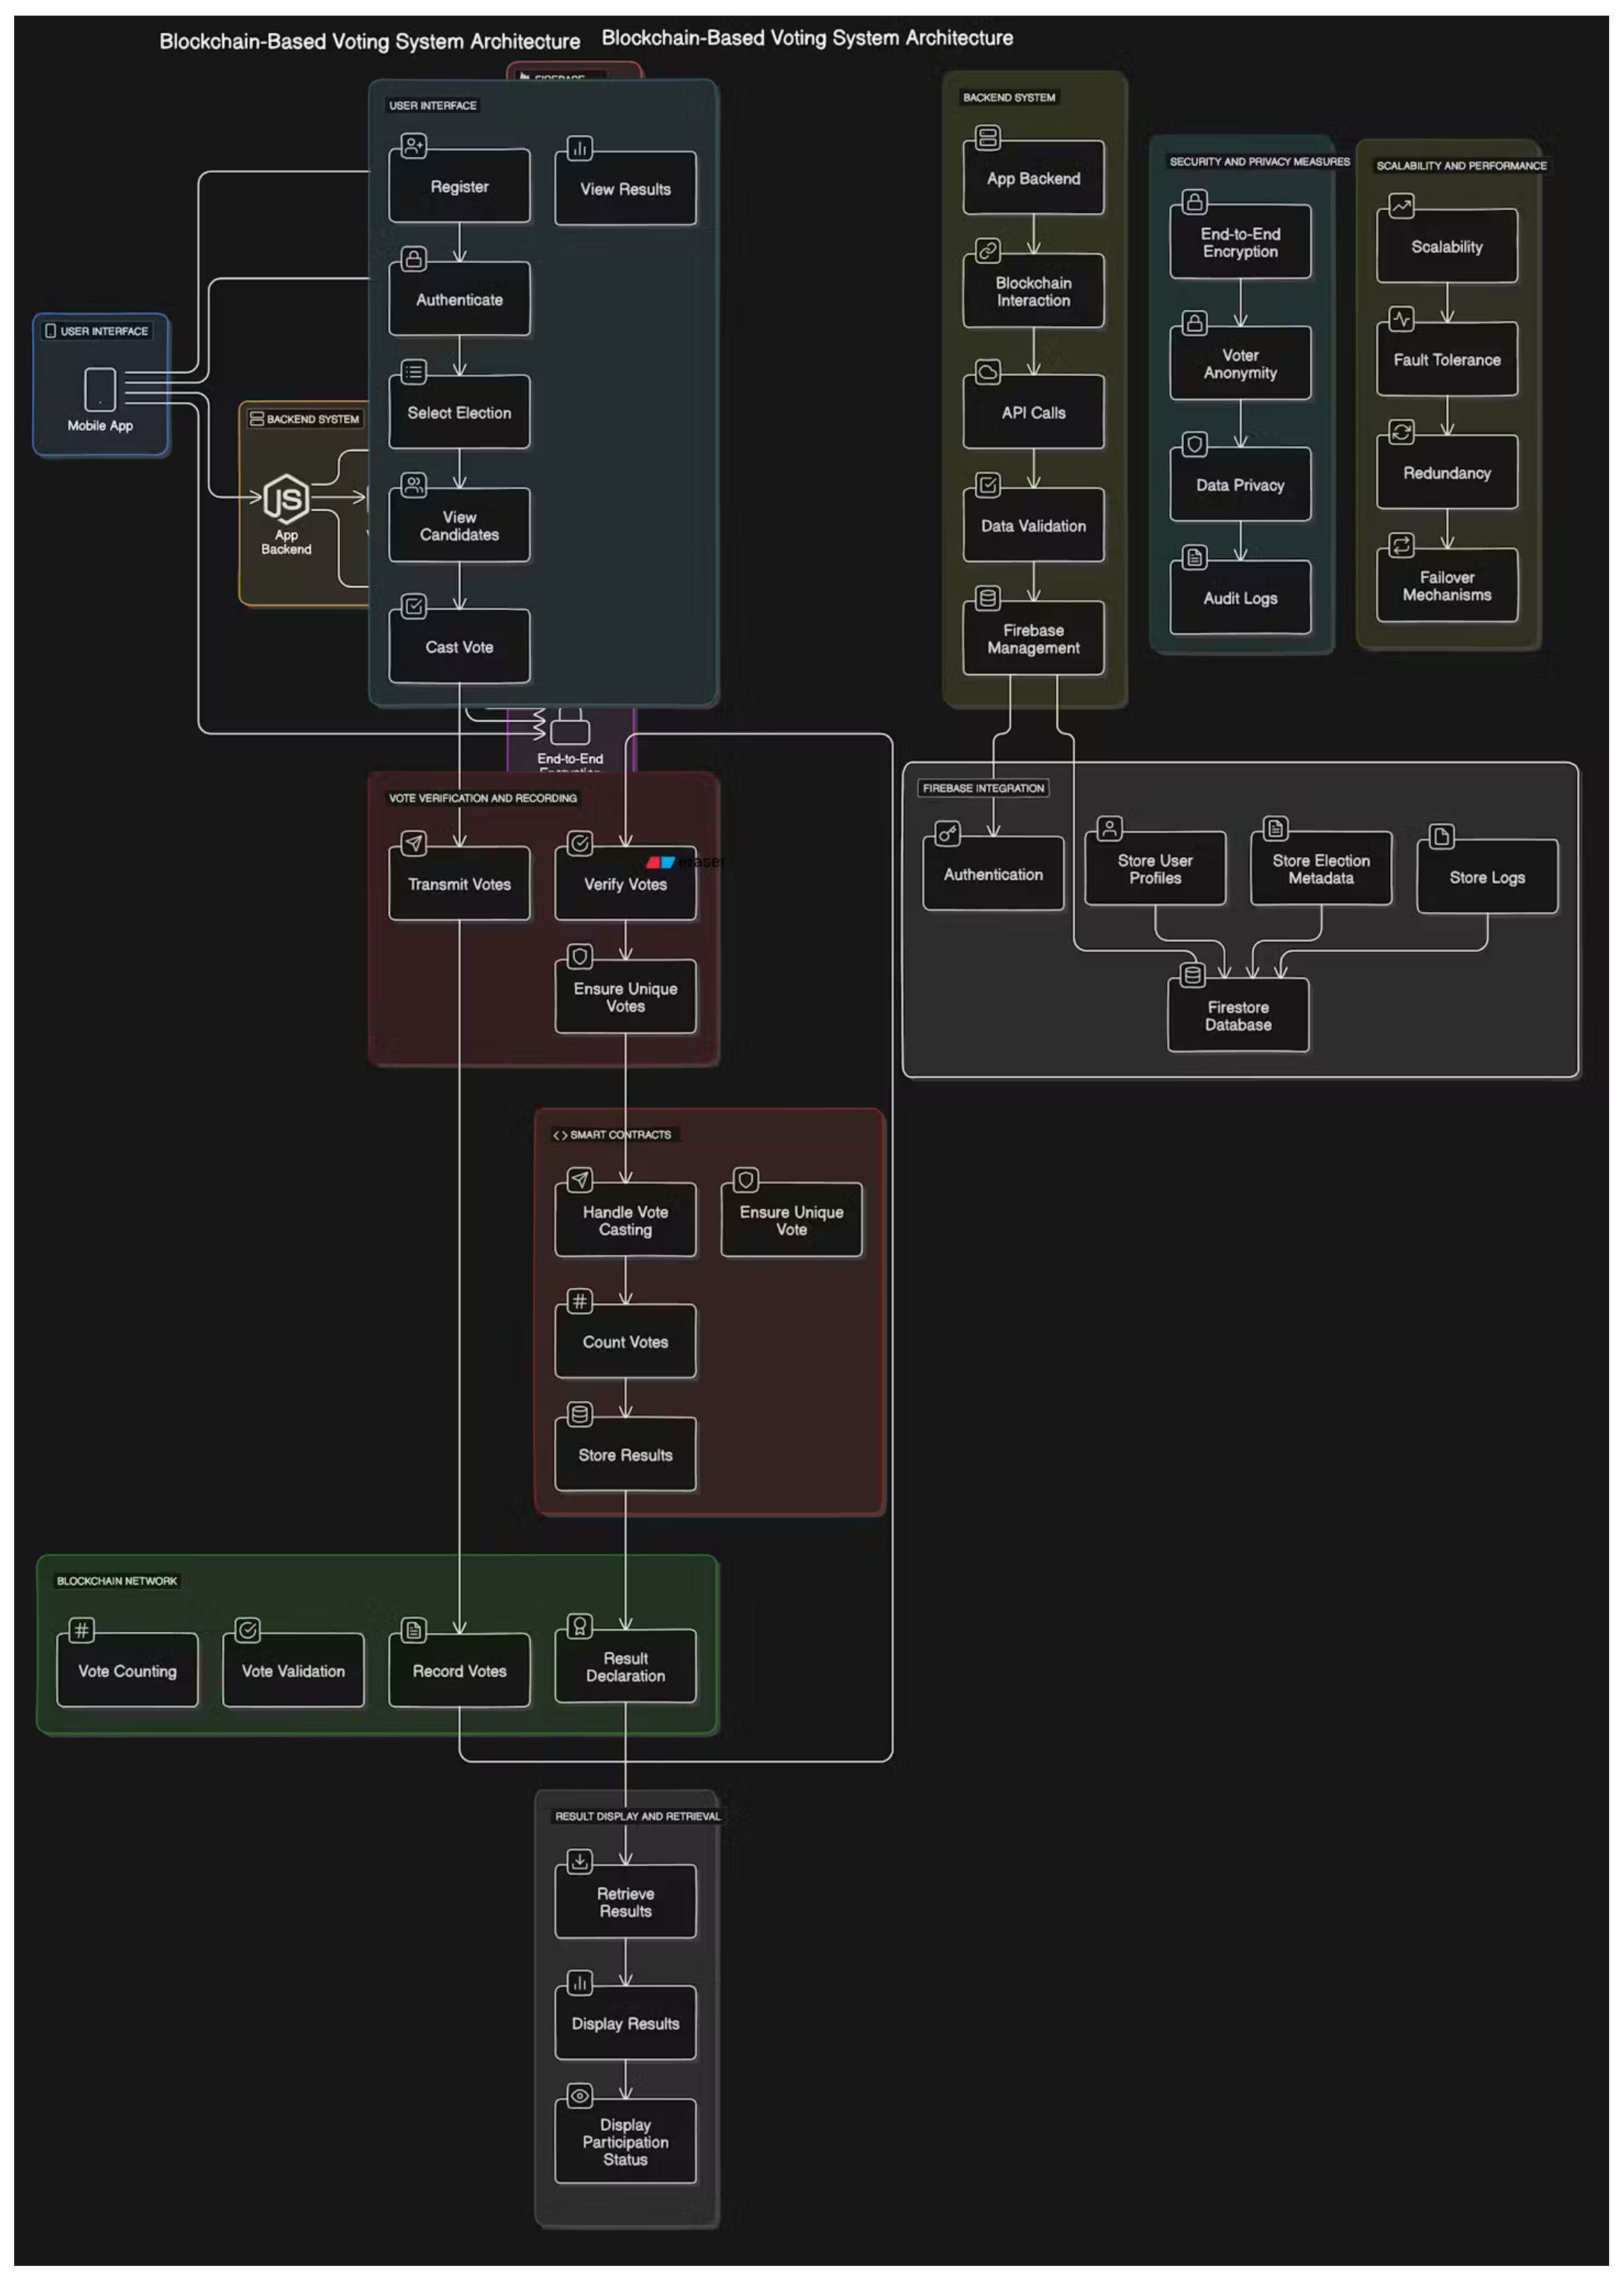 Blockchain-Based Voting System Architecture
Blockchain-Based Voting System Architecture
FIREBASE
USER INTERFACE
Register
View Results
Authenticate
Select Election
View
Candidates
Cast Vote
USER INTERFACE
Mobile App
BACKEND SYSTEM
JS
App
Backend
End-to-End
Encryption
BACKEND SYSTEM
App Backend
Blockchain
Interaction
API Calls
Data Validation
Firebase
Management
SECURITY AND PRIVACY MEASURES
End-to-End
Encryption
Voter
Anonymity
Data Privacy
Audit Logs
SCALABILITY AND PERFORMANCE
Scalability
Fault Tolerance
Redundancy
Failover
Mechanisms
VOTE VERIFICATION AND RECORDING
Transmit Votes
Verify Votes
eraser
Ensure Unique
Votes
FIREBASE INTEGRATION
Authentication
Store User
Profiles
Store Election
Metadata
Store Logs
Firestore
Database
SMART CONTRACTS
Handle Vote
Casting
Ensure Unique
Vote
Count Votes
Store Results
BLOCKCHAIN NETWORK
Vote Counting
Vote Validation
Record Votes
Result
Declaration
RESULT DISPLAY AND RETRIEVAL
Retrieve
Results
Display Results
Display
Participation
Status